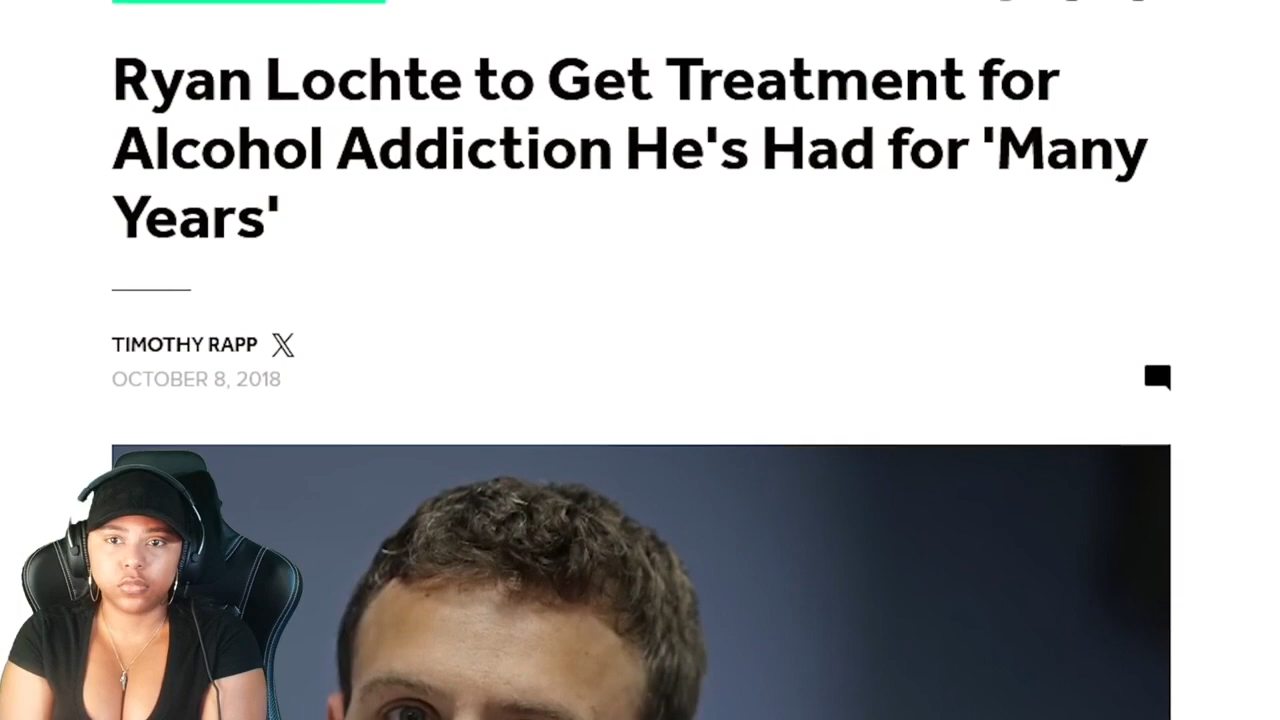 Ryan Lochte to Get Treatment for
Alcohol Addiction He's Had for 'Many
Years'
TIMOTHY RAPP
OCTOBER 8, 2018